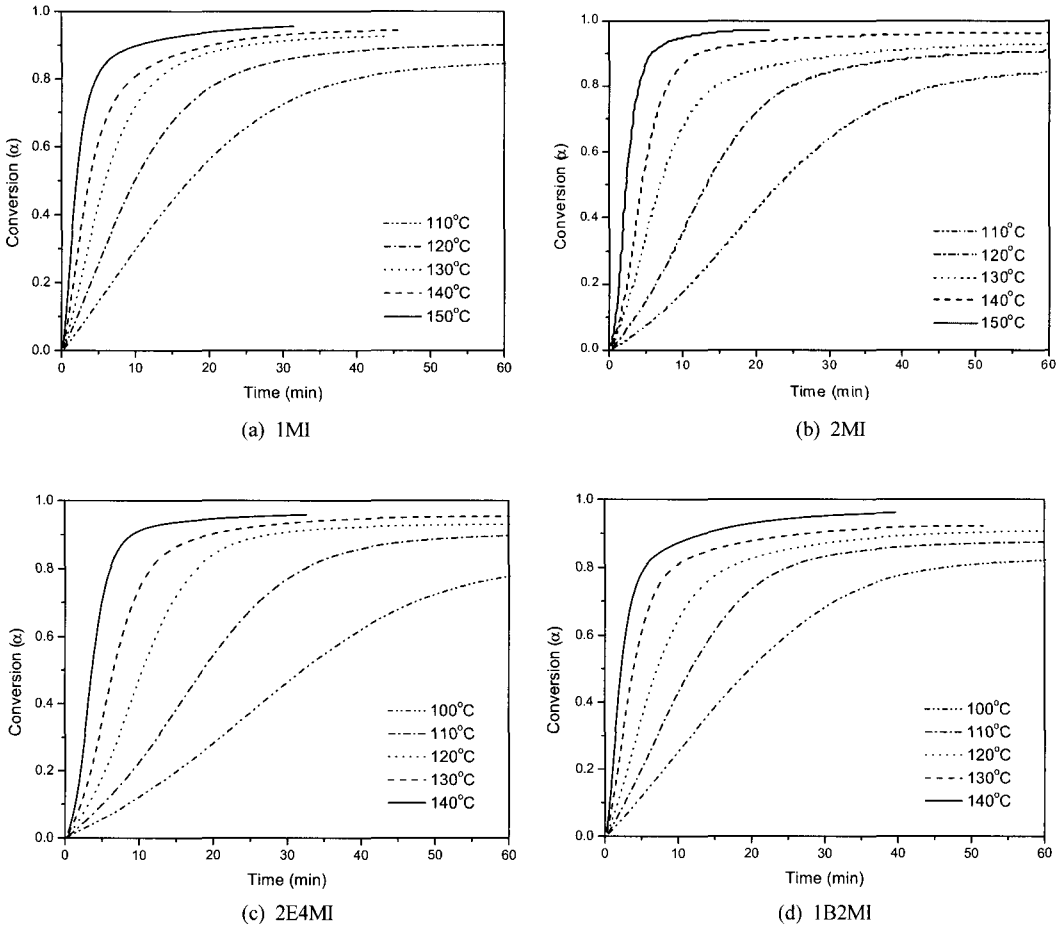 1.0
0.8
0.6
0.4
0.2
0.0
Conversion (α)
110°C
120°C
130°C
140°C
150°C
0 10 20 30 40 50 60
Time (min)
(a) 1MI
1.0
0.8
0.6
0.4
0.2
0.0
Conversion (α)
110°C
120°C
130°C
140°C
150°C
0 10 20 30 40 50 60
Time (min)
(b) 2MI
1.0
0.8
0.6
0.4
0.2
0.0
Conversion (α)
100°C
110°C
120°C
130°C
140°C
0 10 20 30 40 50 60
Time (min)
(c) 2E4MI
1.0
0.8
0.6
0.4
0.2
0.0
Conversion (α)
100°C
110°C
120°C
130°C
140°C
0 10 20 30 40 50 60
Time (min)
(d) 1B2MI